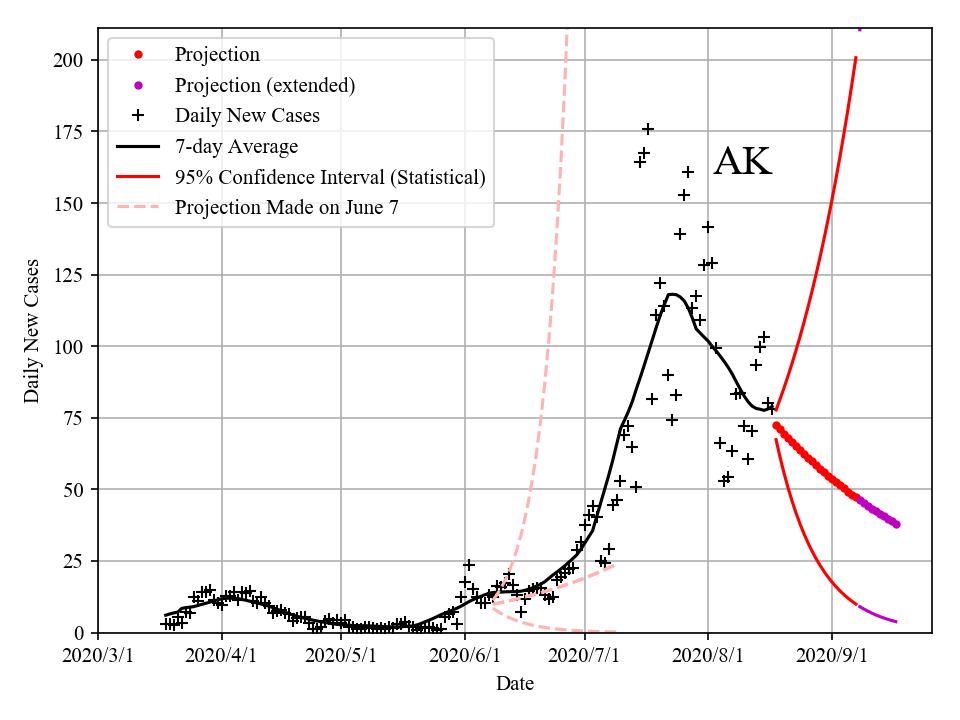 200
175
150
125
100
75
50
25
0
Daily New Cases
Projection
Projection (extended)
Daily New Cases
7-day Average
95% Confidence Interval (Statistical)
Projection Made on June 7
AK
2020/3/1 2020/4/1 2020/5/1 2020/6/1 2020/7/1 2020/8/1 2020/9/1
Date